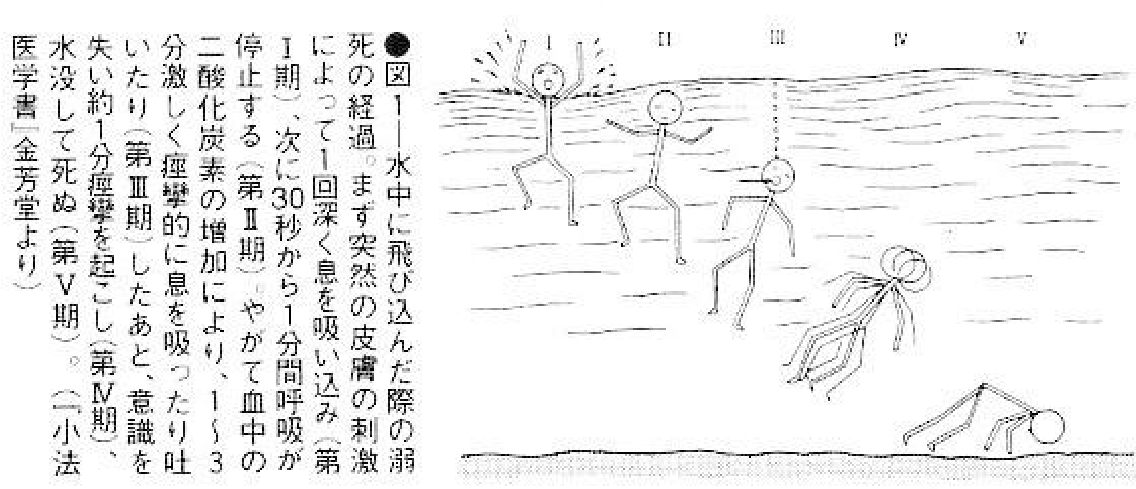 ●図1―水中に飛び込んだ際の溺
死の経過。まず突然の皮膚の刺激
によって1回深く息を吸い込み（第
Ⅰ期）、次に30秒から1分間呼吸が
停止する（第Ⅱ期）。やがて血中の
二酸化炭素の増加により、1～3
分激しく痙攣的に息を吸ったり吐
いたり（第Ⅲ期）したあと、意識を
失い約1分痙攣を起こし（第Ⅳ期）、
水没して死ぬ（第Ⅴ期）。（『小法
医学書』金芳堂より）
Ⅰ Ⅱ Ⅲ Ⅳ Ⅴ